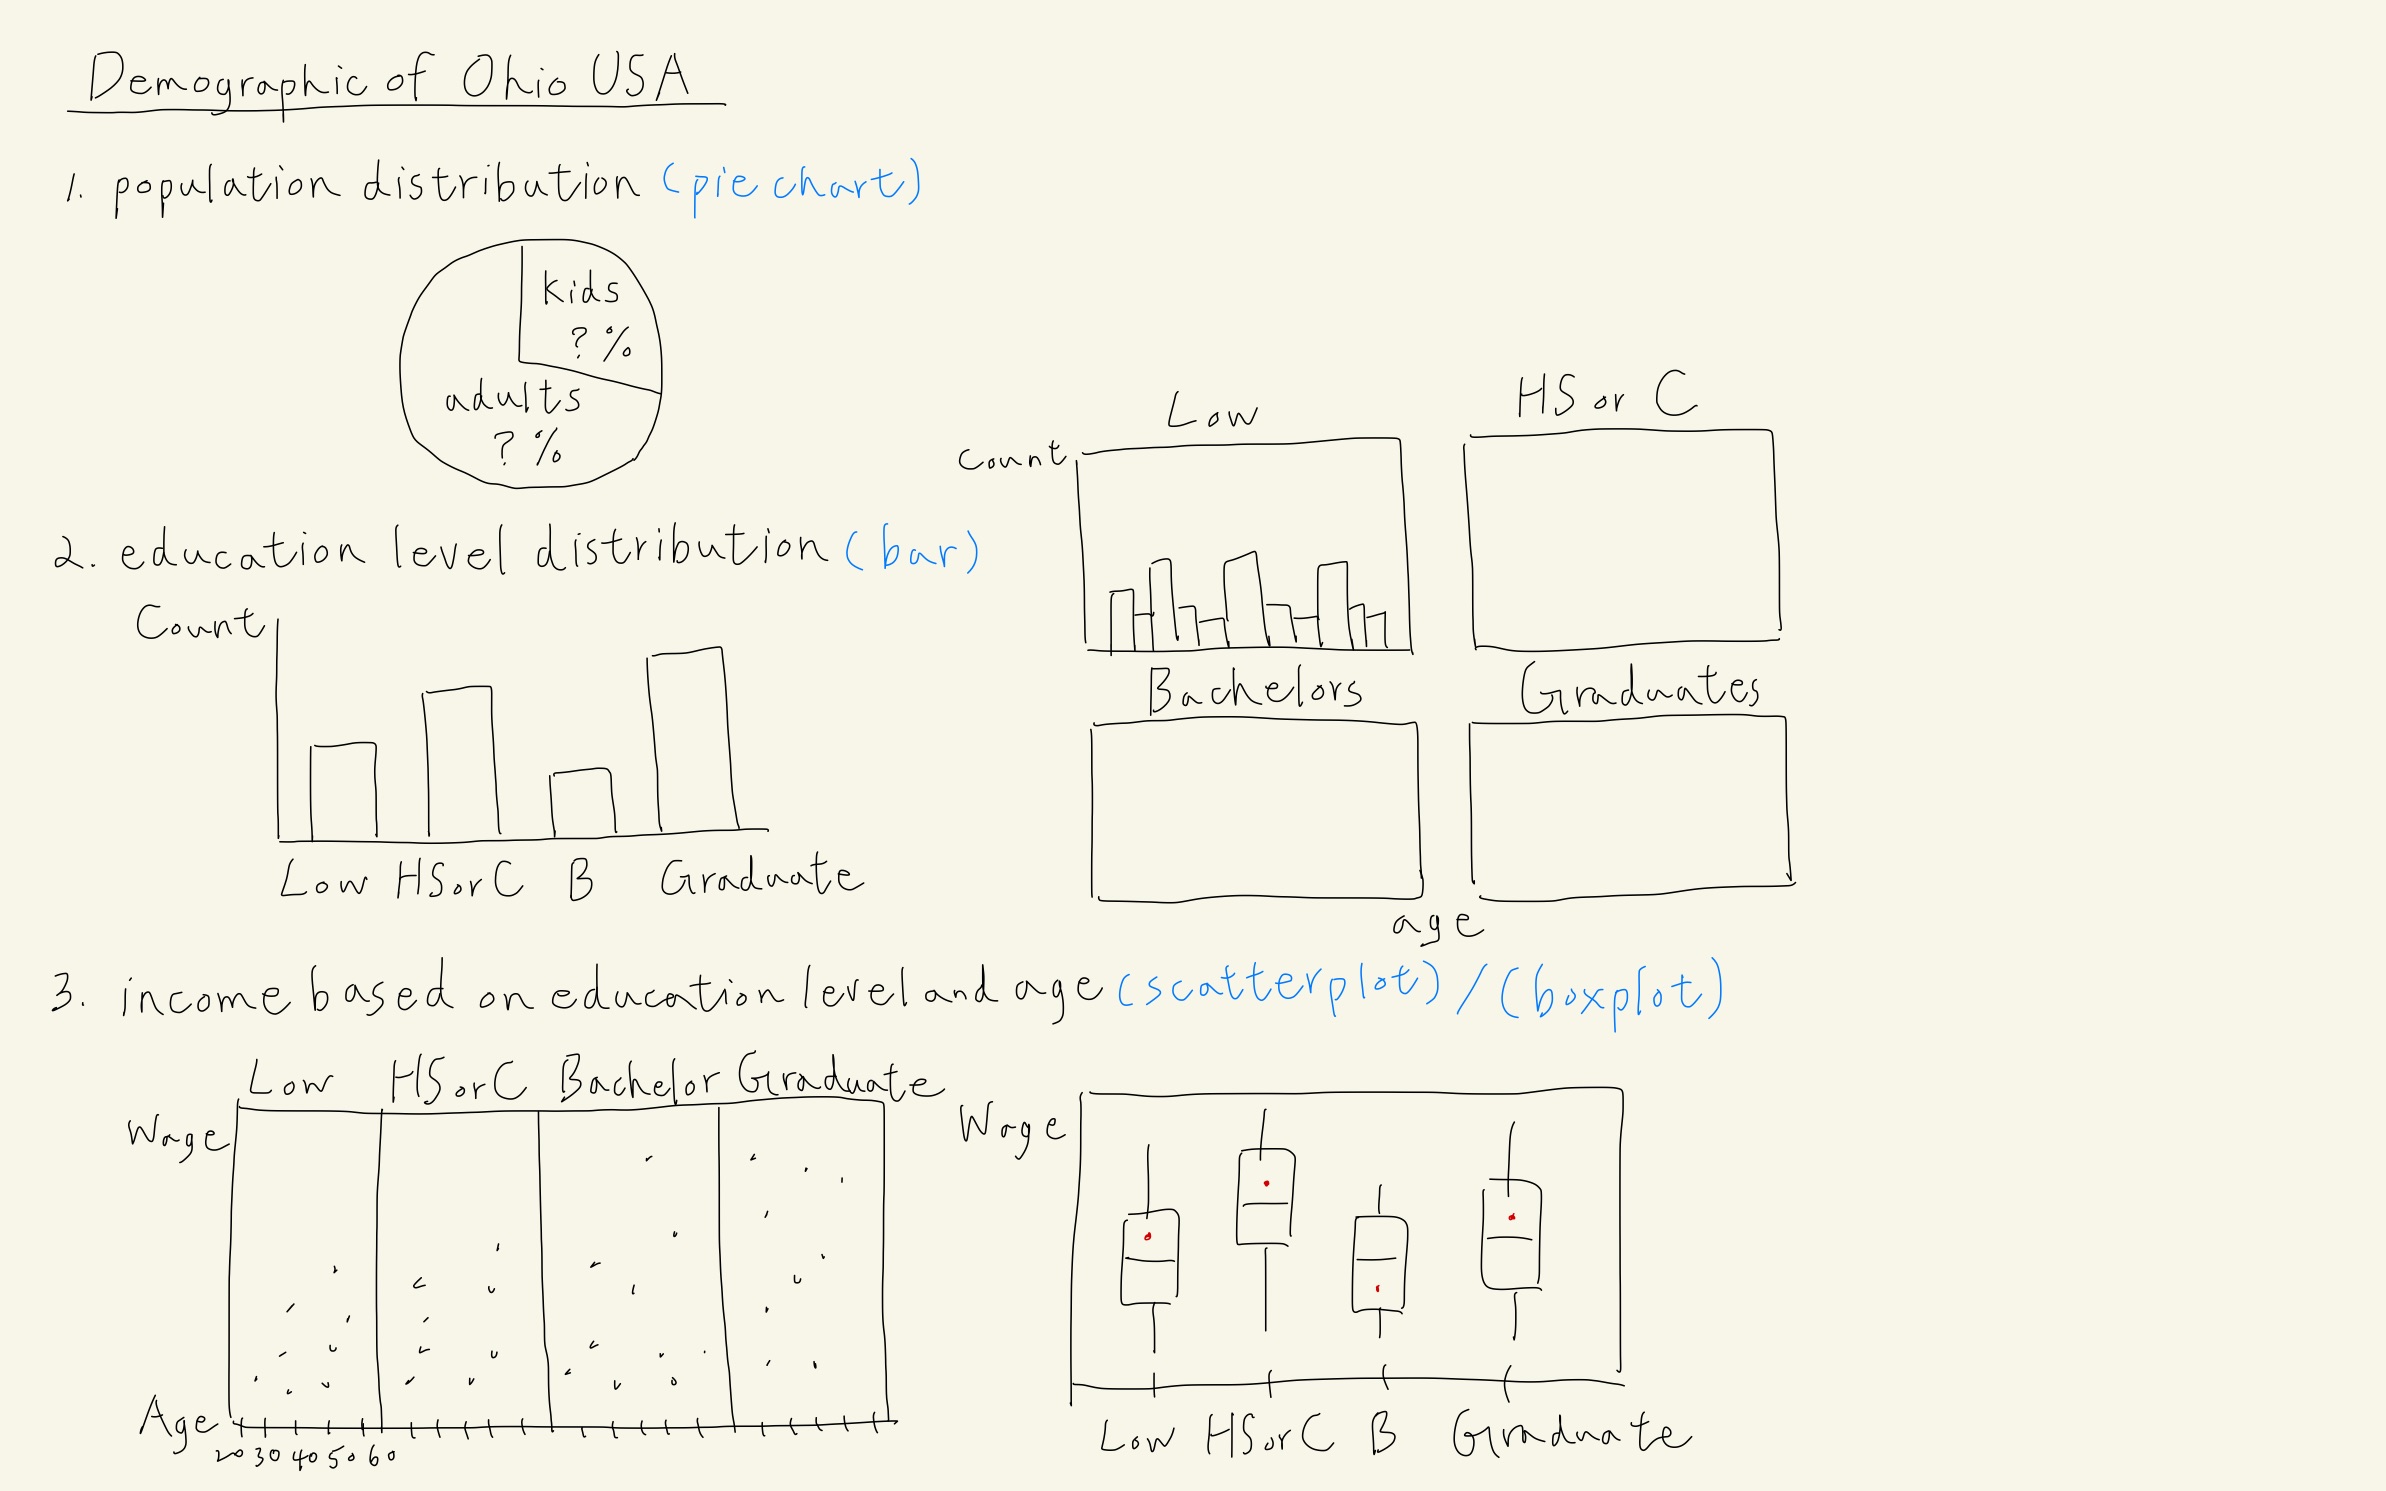 Demographic of Ohio USA
1. population distribution (pie chart)
kids
? %
adults
? %
2. education level distribution (bar)
Count
Low HSorC B Graduate
Low
HS or C
Count
Bachelors
Graduates
age
3. income based on education level and age (scatterplot) / (boxplot)
Low HSorC Bachelor Graduate
Wage
Age
20 30 40 50 60
Wage
Low HSorC B Graduate